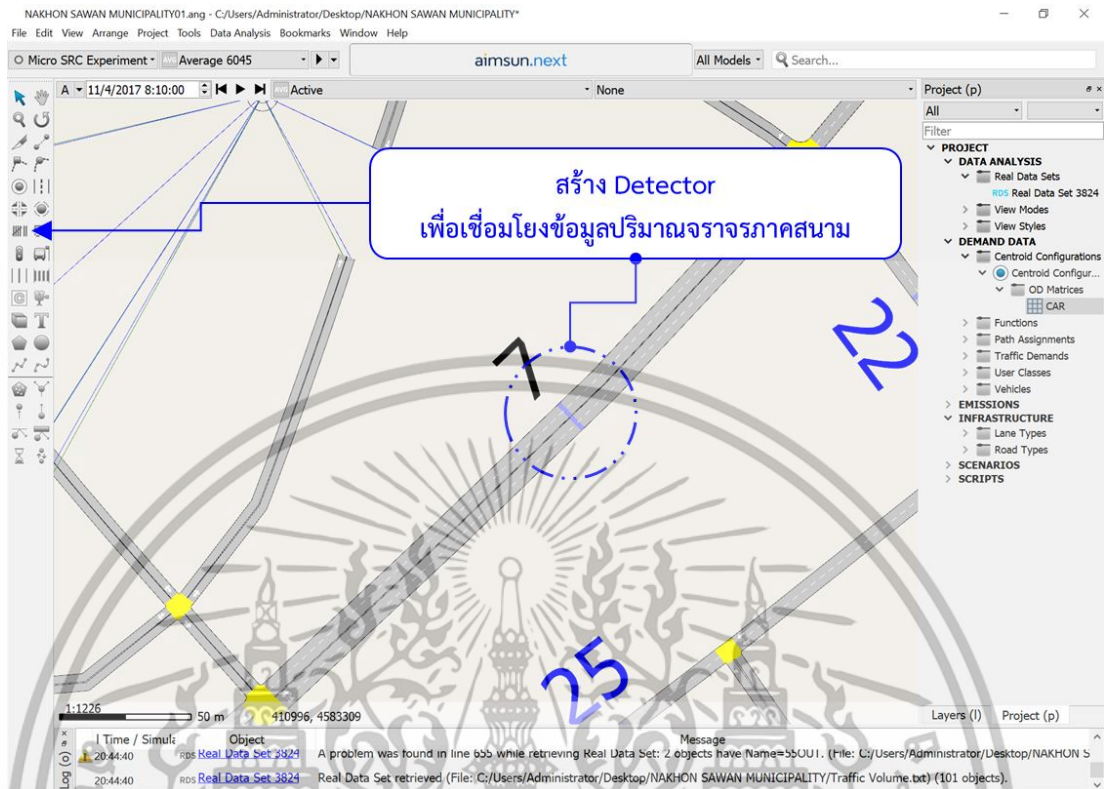 NAKHON SAWAN MUNICIPALITY01.ang - C:/Users/Administrator/Desktop/NAKHON SAWAN MUNICIPALITY*
File Edit View Arrange Project Tools Data Analysis Bookmarks Window Help
Micro SRC Experiment AVG Average 6045 aimsun.next All Models Search...
A 11/4/2017 8:10:00 AVG Active None
Project (p)
All
Filter
PROJECT
DATA ANALYSIS
Real Data Sets
RDS Real Data Set 3824
View Modes
View Styles
DEMAND DATA
Centroid Configurations
Centroid Configur...
OD Matrices
CAR
Functions
Path Assignments
Traffic Demands
User Classes
Vehicles
EMISSIONS
INFRASTRUCTURE
Lane Types
Road Types
SCENARIOS
SCRIPTS
สร้าง Detector
เพื่อเชื่อมโยงข้อมูลปริมาณจราจรภาคสนาม
7
22
25
1:1226
50 m 410996, 4583309
Layers (l) Project (p)
Log (o)
l Time / Simula Object Message
20:44:40 RDS Real Data Set 3824 A problem was found in line 655 while retrieving Real Data Set: 2 objects have Name=55OUT. (File: C:/Users/Administrator/Desktop/NAKHON S
20:44:40 RDS Real Data Set 3824 Real Data Set retrieved (File: C:/Users/Administrator/Desktop/NAKHON SAWAN MUNICIPALITY/Traffic Volume.txt) (101 objects).